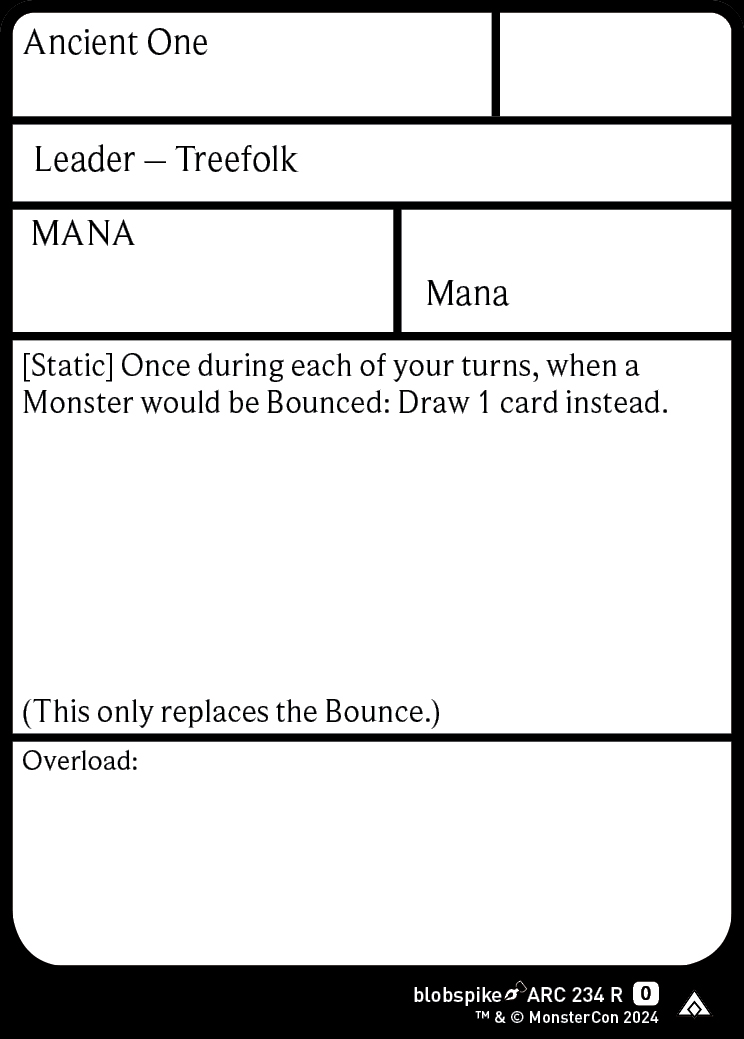 Ancient One
Leader – Treefolk
MANA
Mana
[Static] Once during each of your turns, when a
Monster would be Bounced: Draw 1 card instead.
(This only replaces the Bounce.)
Overload:
blobspike ARC 234 R 0
™ & © MonsterCon 2024